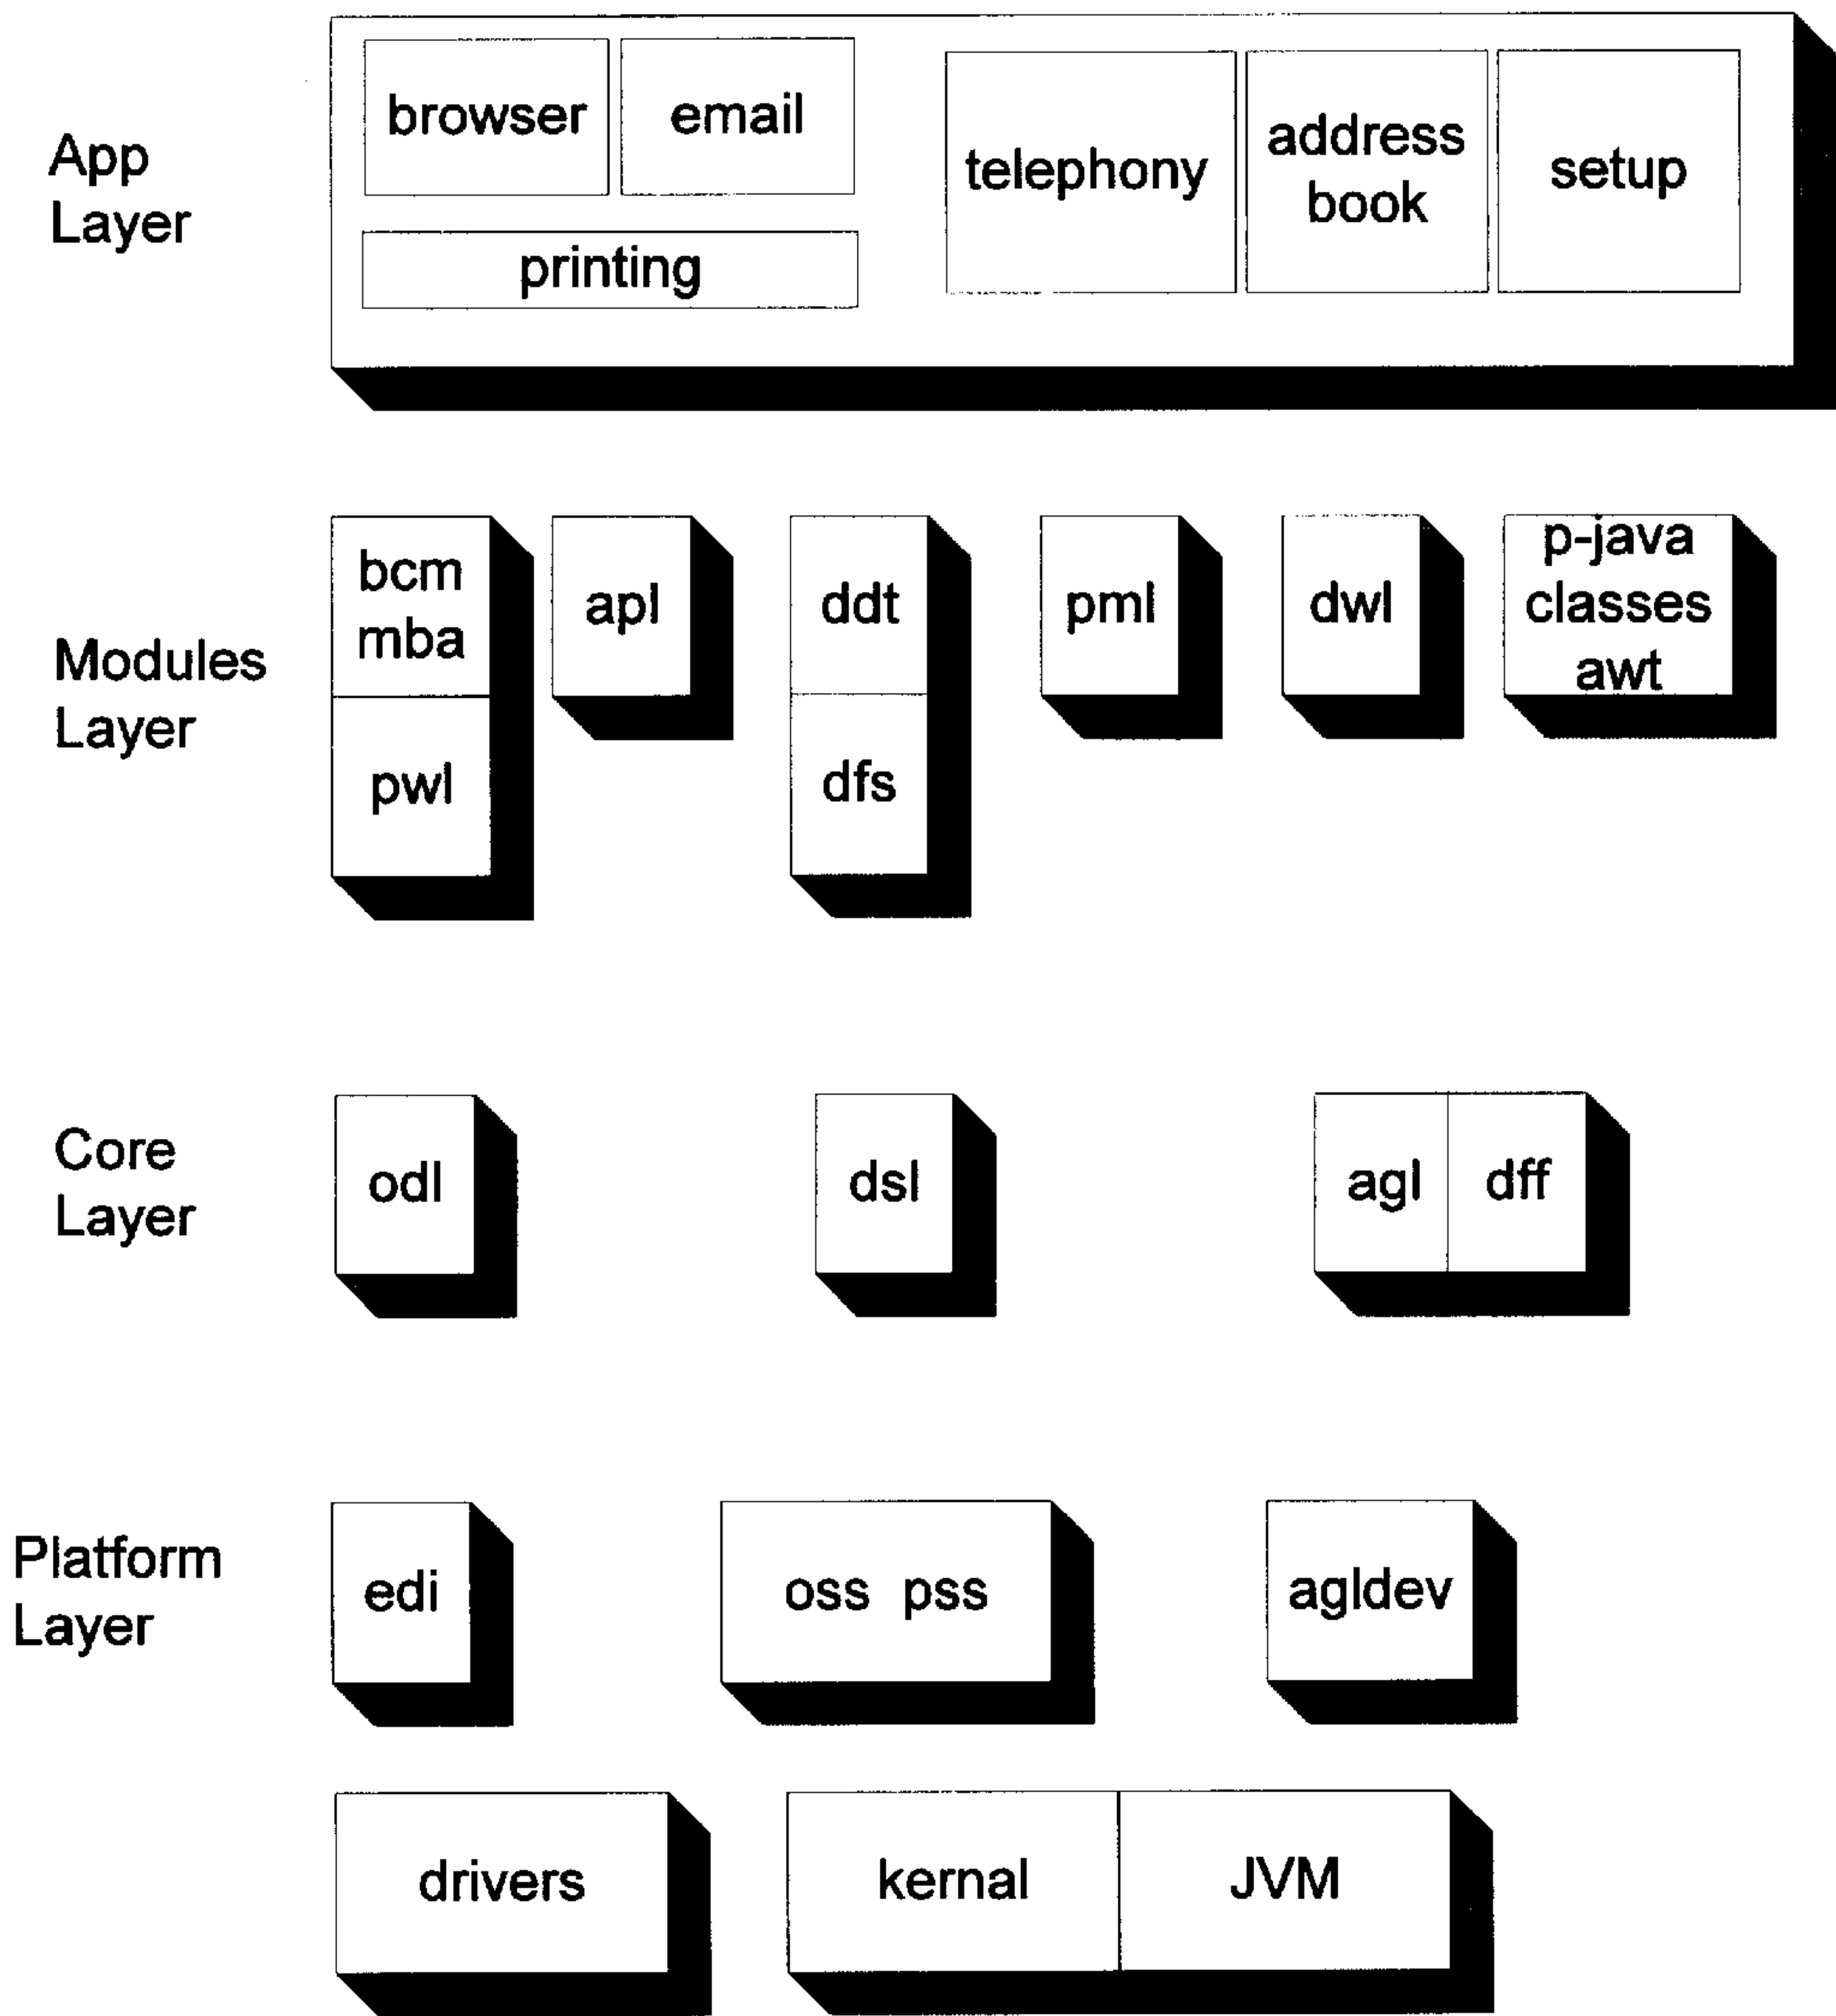 App
Layer
browser
email
telephony
address
book
setup
printing
Modules
Layer
bcm
mba
pwl
apl
ddt
dfs
pml
dwl
p-java
classes
awt
Core
Layer
odl
dsl
agl
dff
Platform
Layer
edi
oss pss
agldev
drivers
kernal
JVM